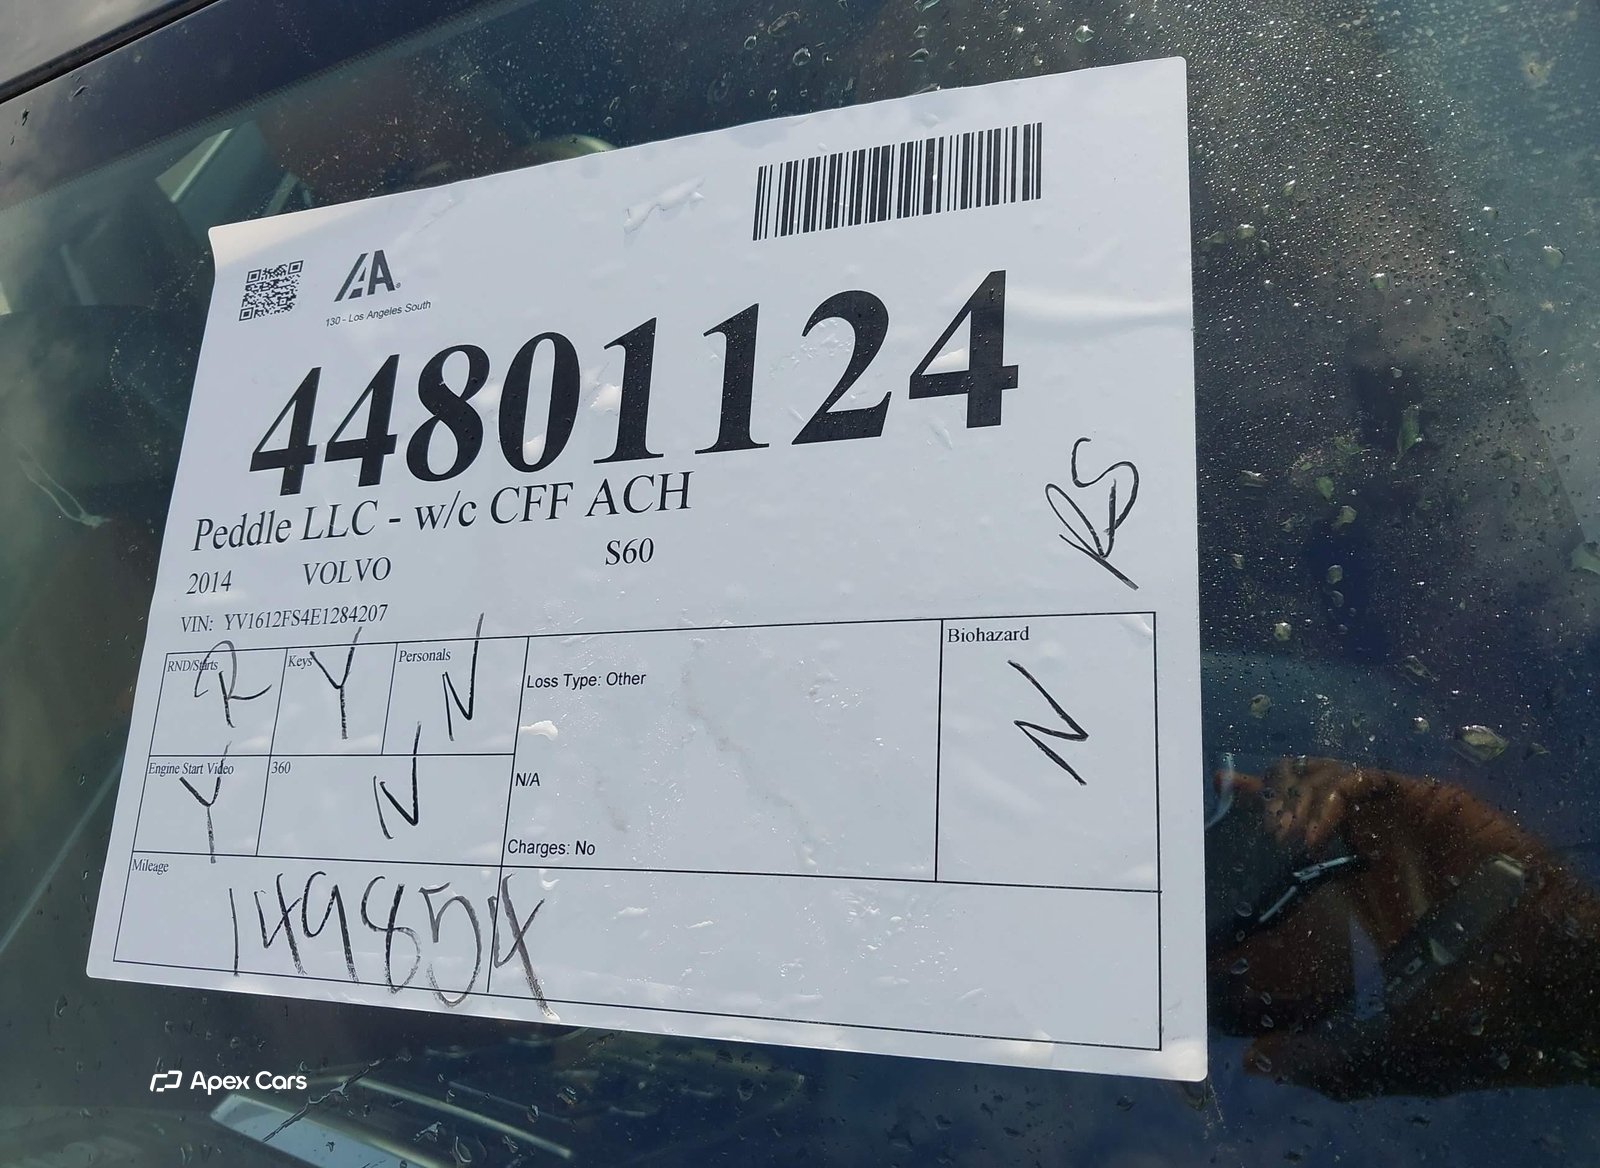 IAA
130 - Los Angeles South
44801124
Peddle LLC - w/c CFF ACH
2014 VOLVO S60
VIN: YV1612FS4E1284207
RS
RND/Starts R
Keys Y
Personals N
Loss Type: Other
Biohazard N
Engine Start Video Y
360 N
N/A
Charges: No
Mileage 149854
Apex Cars